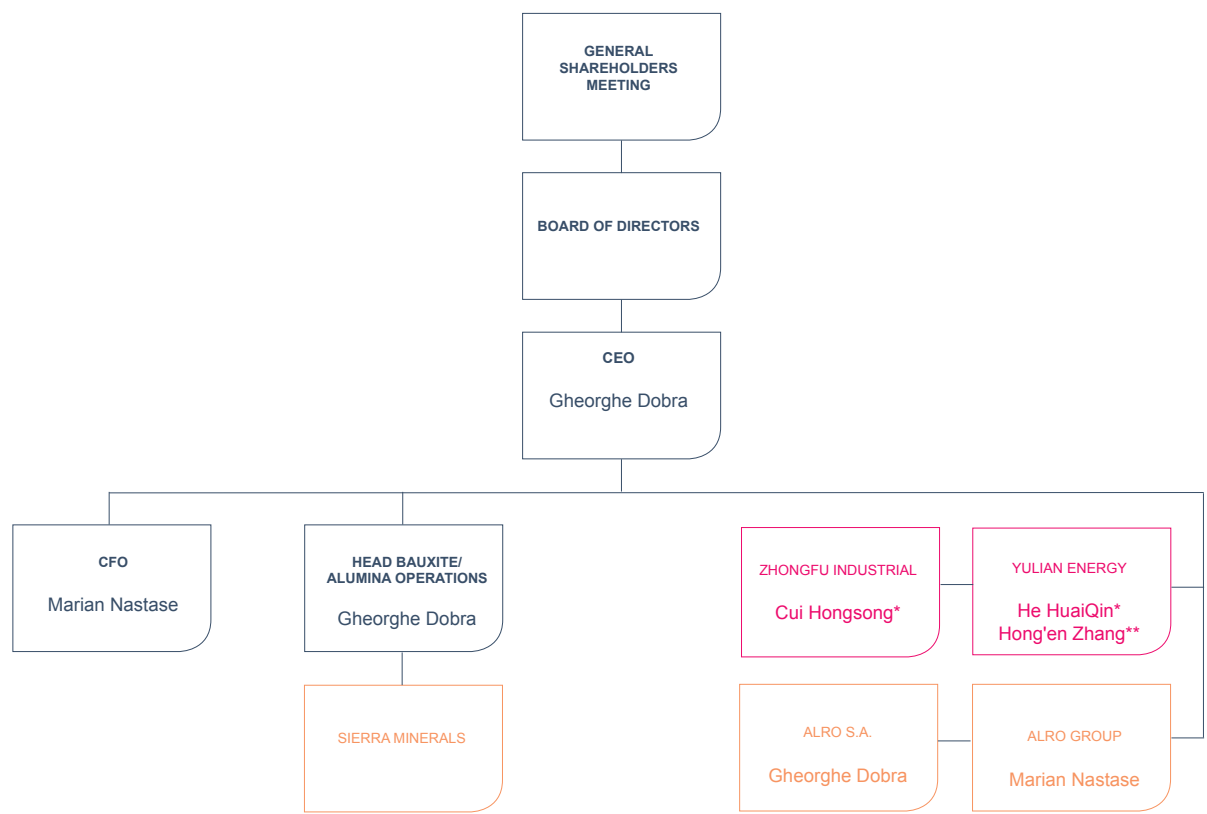 GENERAL
SHAREHOLDERS
MEETING
BOARD OF DIRECTORS
CEO
Gheorghe Dobra
CFO
Marian Nastase
HEAD BAUXITE/
ALUMINA OPERATIONS
Gheorghe Dobra
ZHONGFU INDUSTRIAL
Cui Hongsong*
YULIAN ENERGY
He HuaiQin*
Hong'en Zhang**
SIERRA MINERALS
ALRO S.A.
Gheorghe Dobra
ALRO GROUP
Marian Nastase